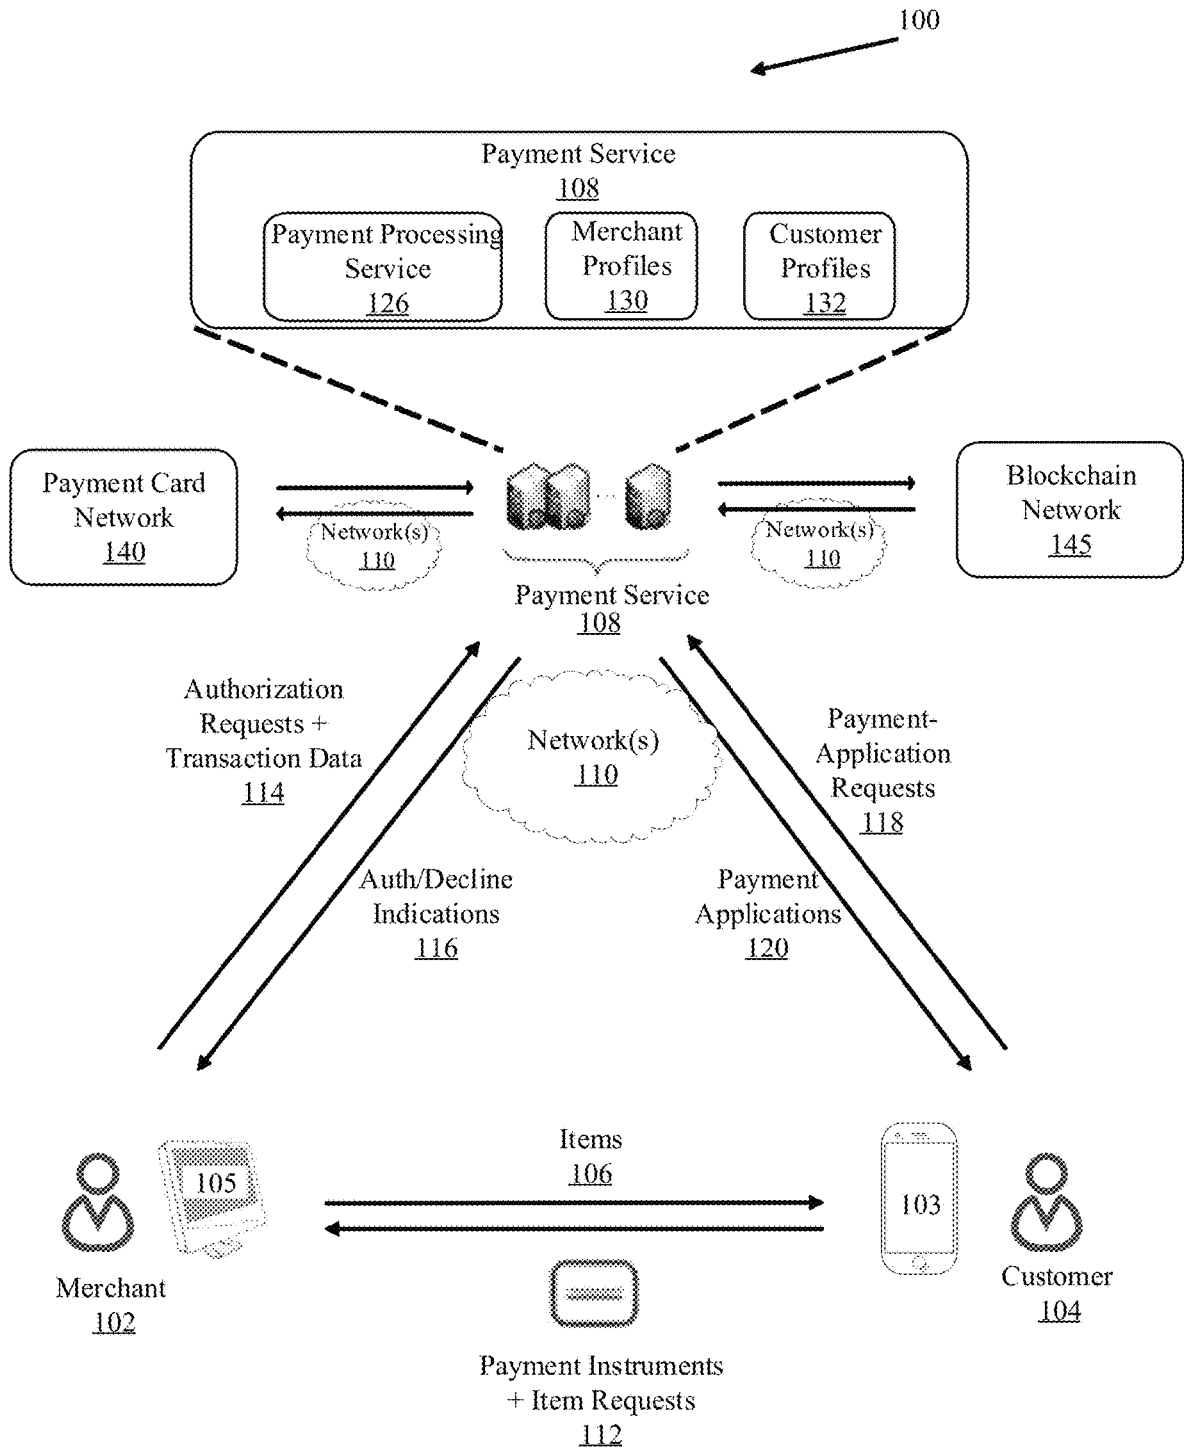 100
Payment Service
108
Payment Processing
Service
126
Merchant
Profiles
130
Customer
Profiles
132
Payment Card
Network
140
Network(s)
110
Payment Service
108
Network(s)
110
Blockchain
Network
145
Authorization
Requests +
Transaction Data
114
Network(s)
110
Payment-
Application
Requests
118
Auth/Decline
Indications
116
Payment
Applications
120
105
Merchant
102
Items
106
103
Customer
104
Payment Instruments
+ Item Requests
112